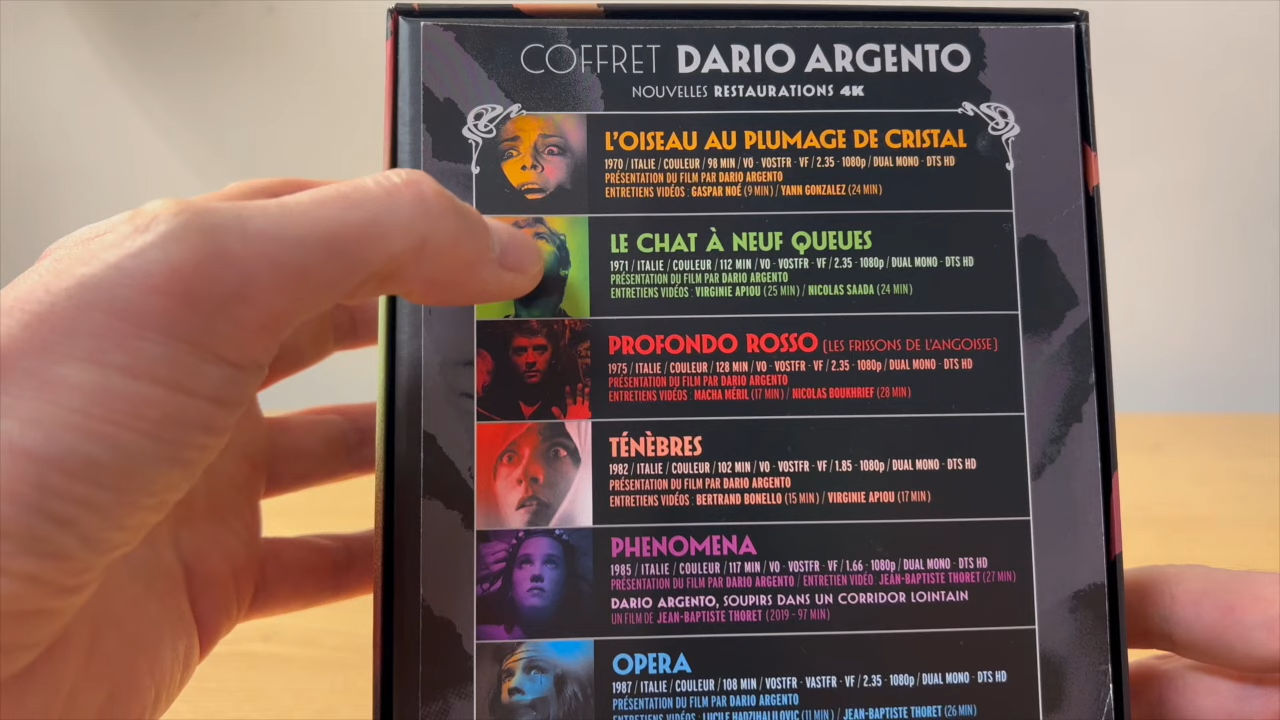 COFFRET DARIO ARGENTO
NOUVELLES RESTAURATIONS 4K
L'OISEAU AU PLUMAGE DE CRISTAL
1970 / ITALIE / COULEUR / 98 MIN / VO - VOSTFR - VF / 2.35 - 1080p / DUAL MONO - DTS HD
PRÉSENTATION DU FILM PAR DARIO ARGENTO
ENTRETIENS VIDÉOS : GASPAR NOÉ (9 MIN) / YANN GONZALEZ (24 MIN)
LE CHAT À NEUF QUEUES
1971 / ITALIE / COULEUR / 112 MIN / VO - VOSTFR - VF / 2.35 - 1080p / DUAL MONO - DTS HD
PRÉSENTATION DU FILM PAR DARIO ARGENTO
ENTRETIENS VIDÉOS : VIRGINIE APIOU (25 MIN) / NICOLAS SAADA (24 MIN)
PROFONDO ROSSO (LES FRISSONS DE L'ANGOISSE)
1975 / ITALIE / COULEUR / 128 MIN / VO - VOSTFR - VF / 2.35 - 1080p / DUAL MONO - DTS HD
PRÉSENTATION DU FILM PAR DARIO ARGENTO
ENTRETIENS VIDÉOS : MACHA MÉRIL (17 MIN) / NICOLAS BOUKHRIEF (28 MIN)
TÉNÈBRES
1982 / ITALIE / COULEUR / 102 MIN / VO - VOSTFR - VF / 1.85 - 1080p / DUAL MONO - DTS HD
PRÉSENTATION DU FILM PAR DARIO ARGENTO
ENTRETIENS VIDÉOS : BERTRAND BONELLO (15 MIN) / VIRGINIE APIOU (17 MIN)
PHENOMENA
1985 / ITALIE / COULEUR / 117 MIN / VO - VOSTFR - VF / 1.66 - 1080p / DUAL MONO - DTS HD
PRÉSENTATION DU FILM PAR DARIO ARGENTO / ENTRETIEN VIDÉO : JEAN-BAPTISTE THORET (27 MIN)
DARIO ARGENTO, SOUPIRS DANS UN CORRIDOR LOINTAIN
UN FILM DE JEAN-BAPTISTE THORET (2019 - 97 MIN)
OPERA
1987 / ITALIE / COULEUR / 108 MIN / VOSTFR - VASTFR - VF / 2.35 - 1080p / DUAL MONO - DTS HD
PRÉSENTATION DU FILM PAR DARIO ARGENTO
ENTRETIENS VIDÉOS : LUCILE HADZIHALILOVIC (11 MIN) / JEAN-BAPTISTE THORET (26 MIN)